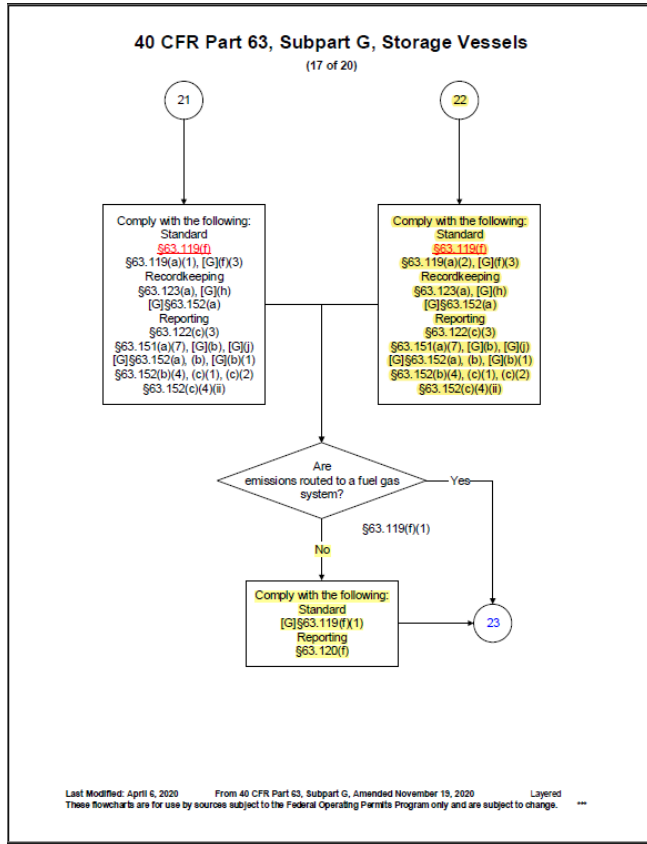 40 CFR Part 63, Subpart G, Storage Vessels
(17 of 20)
21
22
Comply with the following:
Standard
§63.119(f)
§63.119(a)(1), [G](f)(3)
Recordkeeping
§63.123(a), [G](h)
[G]§63.152(a)
Reporting
§63.122(c)(3)
§63.151(a)(7), [G](b), [G](j)
[G]§63.152(a), (b), [G](b)(1)
§63.152(b)(4), (c)(1), (c)(2)
§63.152(c)(4)(ii)
Comply with the following:
Standard
§63.119(f)
§63.119(a)(2), [G](f)(3)
Recordkeeping
§63.123(a), [G](h)
[G]§63.152(a)
Reporting
§63.122(c)(3)
§63.151(a)(7), [G](b), [G](j)
[G]§63.152(a), (b), [G](b)(1)
§63.152(b)(4), (c)(1), (c)(2)
§63.152(c)(4)(ii)
Are
emissions routed to a fuel gas
system?
Yes
§63.119(f)(1)
No
Comply with the following:
Standard
[G]§63.119(f)(1)
Reporting
§63.120(f)
23
Last Modified: April 6, 2020 From 40 CFR Part 63, Subpart G, Amended November 19, 2020 Layered
These flowcharts are for use by sources subject to the Federal Operating Permits Program only and are subject to change. ***